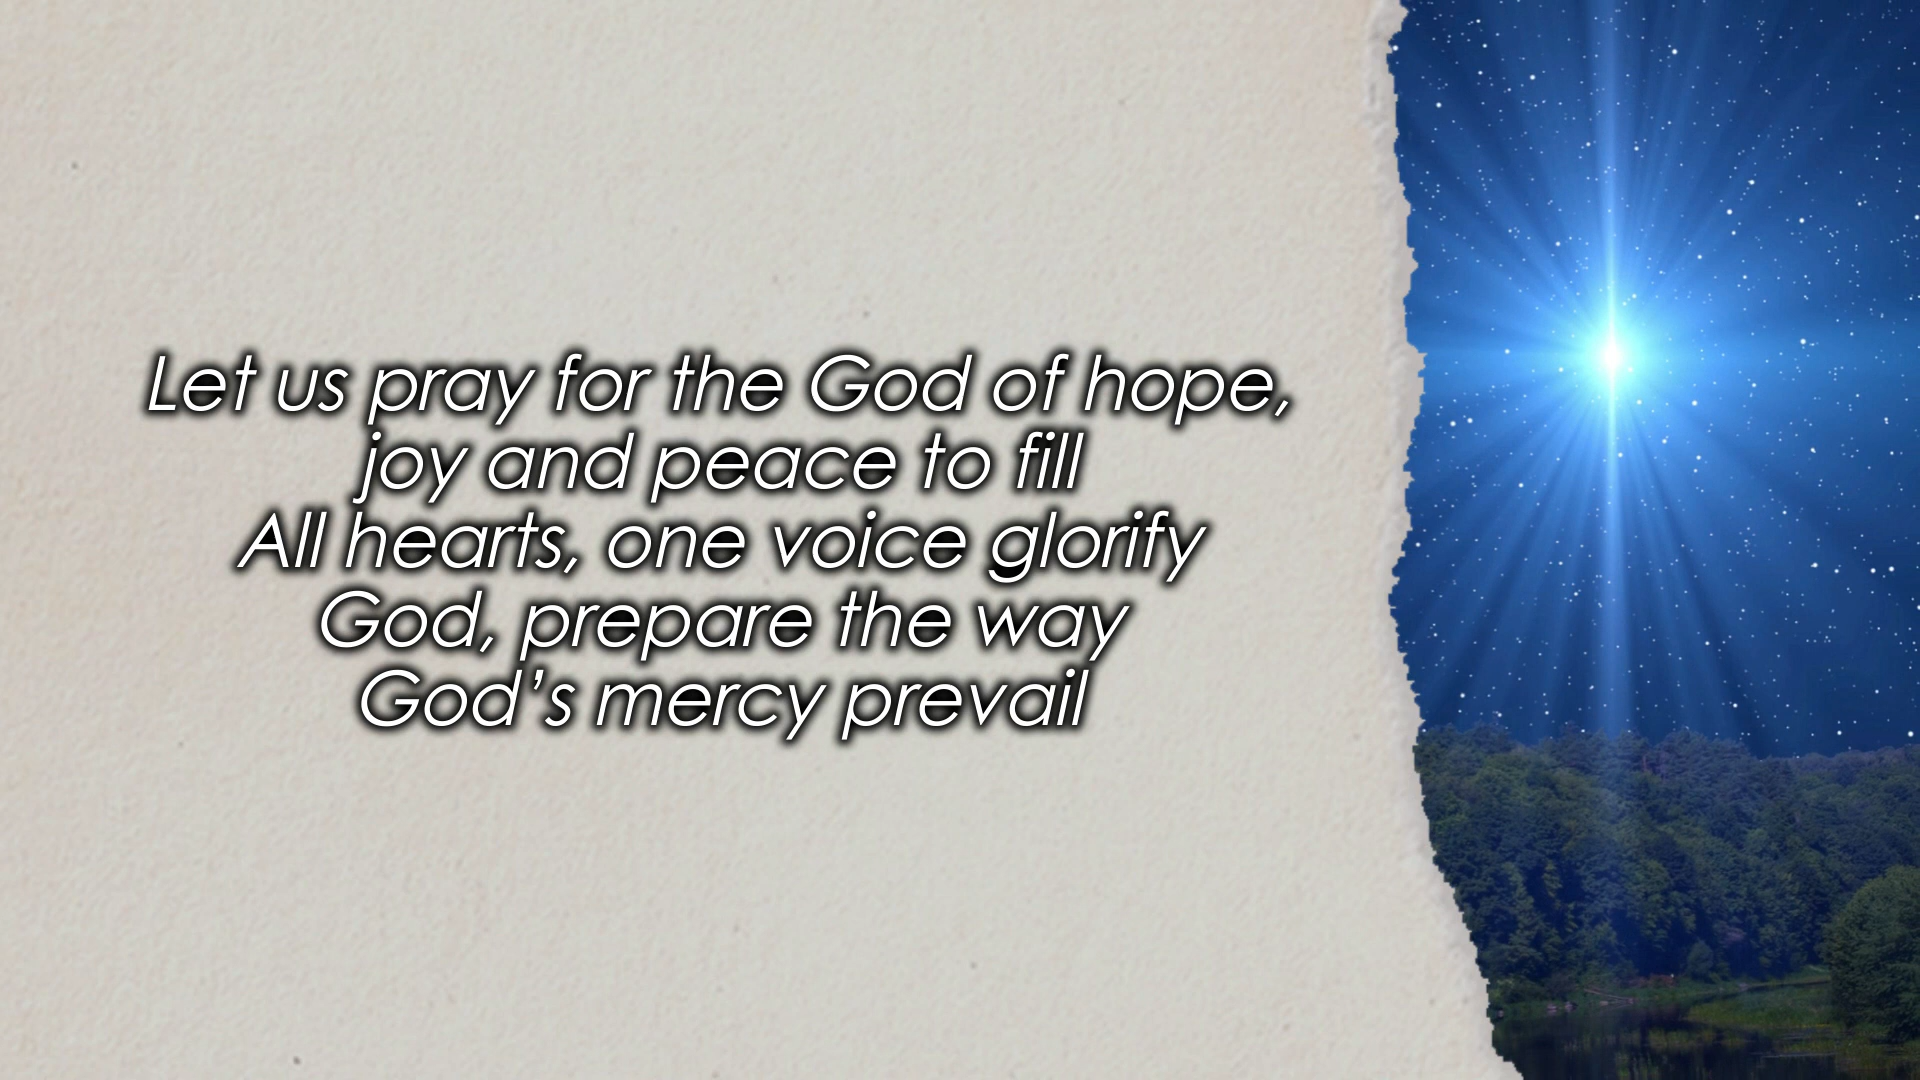 Let us pray for the God of hope,
joy and peace to fill
All hearts, one voice glorify
God, prepare the way
God’s mercy prevail